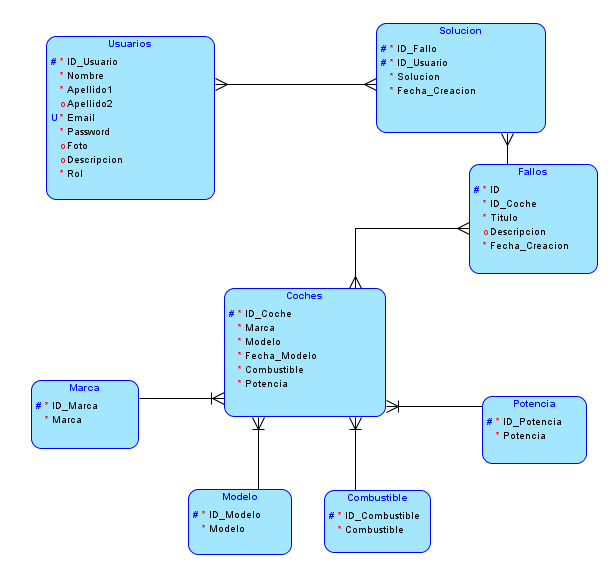 Usuarios
# * ID_Usuario
* Nombre
* Apellido1
o Apellido2
U * Email
* Password
o Foto
o Descripcion
* Rol
Solucion
# * ID_Fallo
# * ID_Usuario
* Solucion
* Fecha_Creacion
Fallos
# * ID
* ID_Coche
* Titulo
o Descripcion
* Fecha_Creacion
Coches
# * ID_Coche
* Marca
* Modelo
* Fecha_Modelo
* Combustible
* Potencia
Marca
# * ID_Marca
* Marca
Potencia
# * ID_Potencia
* Potencia
Modelo
# * ID_Modelo
* Modelo
Combustible
# * ID_Combustible
* Combustible